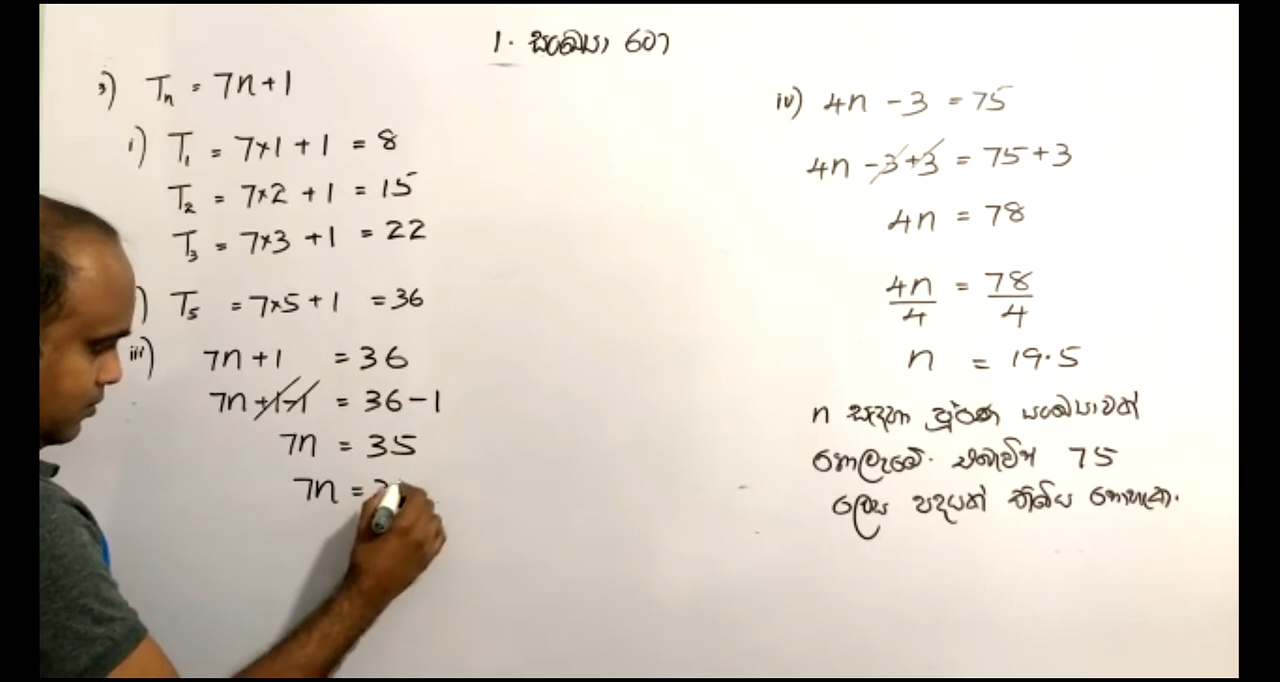 1. සංඛ්‍යා රටා
3) Tₙ = 7n+1
i) T₁ = 7×1 + 1 = 8
T₂ = 7×2 + 1 = 15
T₃ = 7×3 + 1 = 22
) T₅ = 7×5 + 1 = 36
iii) 7n + 1 = 36
7n + 1 - 1 = 36 - 1
7n = 35
7n =
iv) 4n - 3 = 75
4n - 3 + 3 = 75 + 3
4n = 78
4n/4 = 78/4
n = 19.5
n සඳහා පූර්ණ සංඛ්‍යාවක්
නොලැබේ. එබැවින් 75
ලෙස පදයක් තිබිය නොහැක.